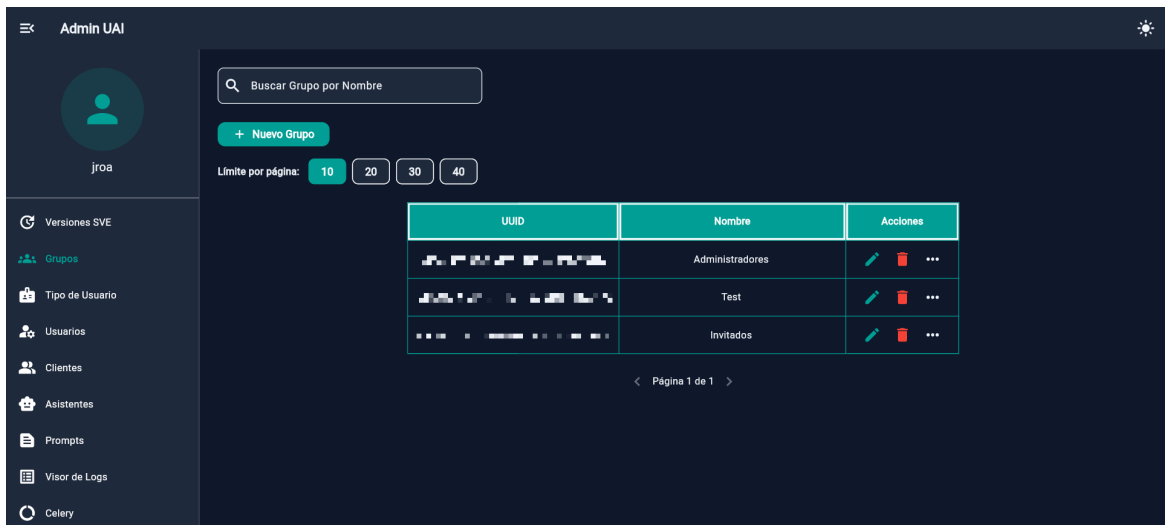 Admin UAI
jroa
Versiones SVE
Grupos
Tipo de Usuario
Usuarios
Clientes
Asistentes
Prompts
Visor de Logs
Celery
Buscar Grupo por Nombre
+ Nuevo Grupo
Límite por página: 10 20 30 40
UUID Nombre Acciones
Administradores
Test
Invitados
< Página 1 de 1 >